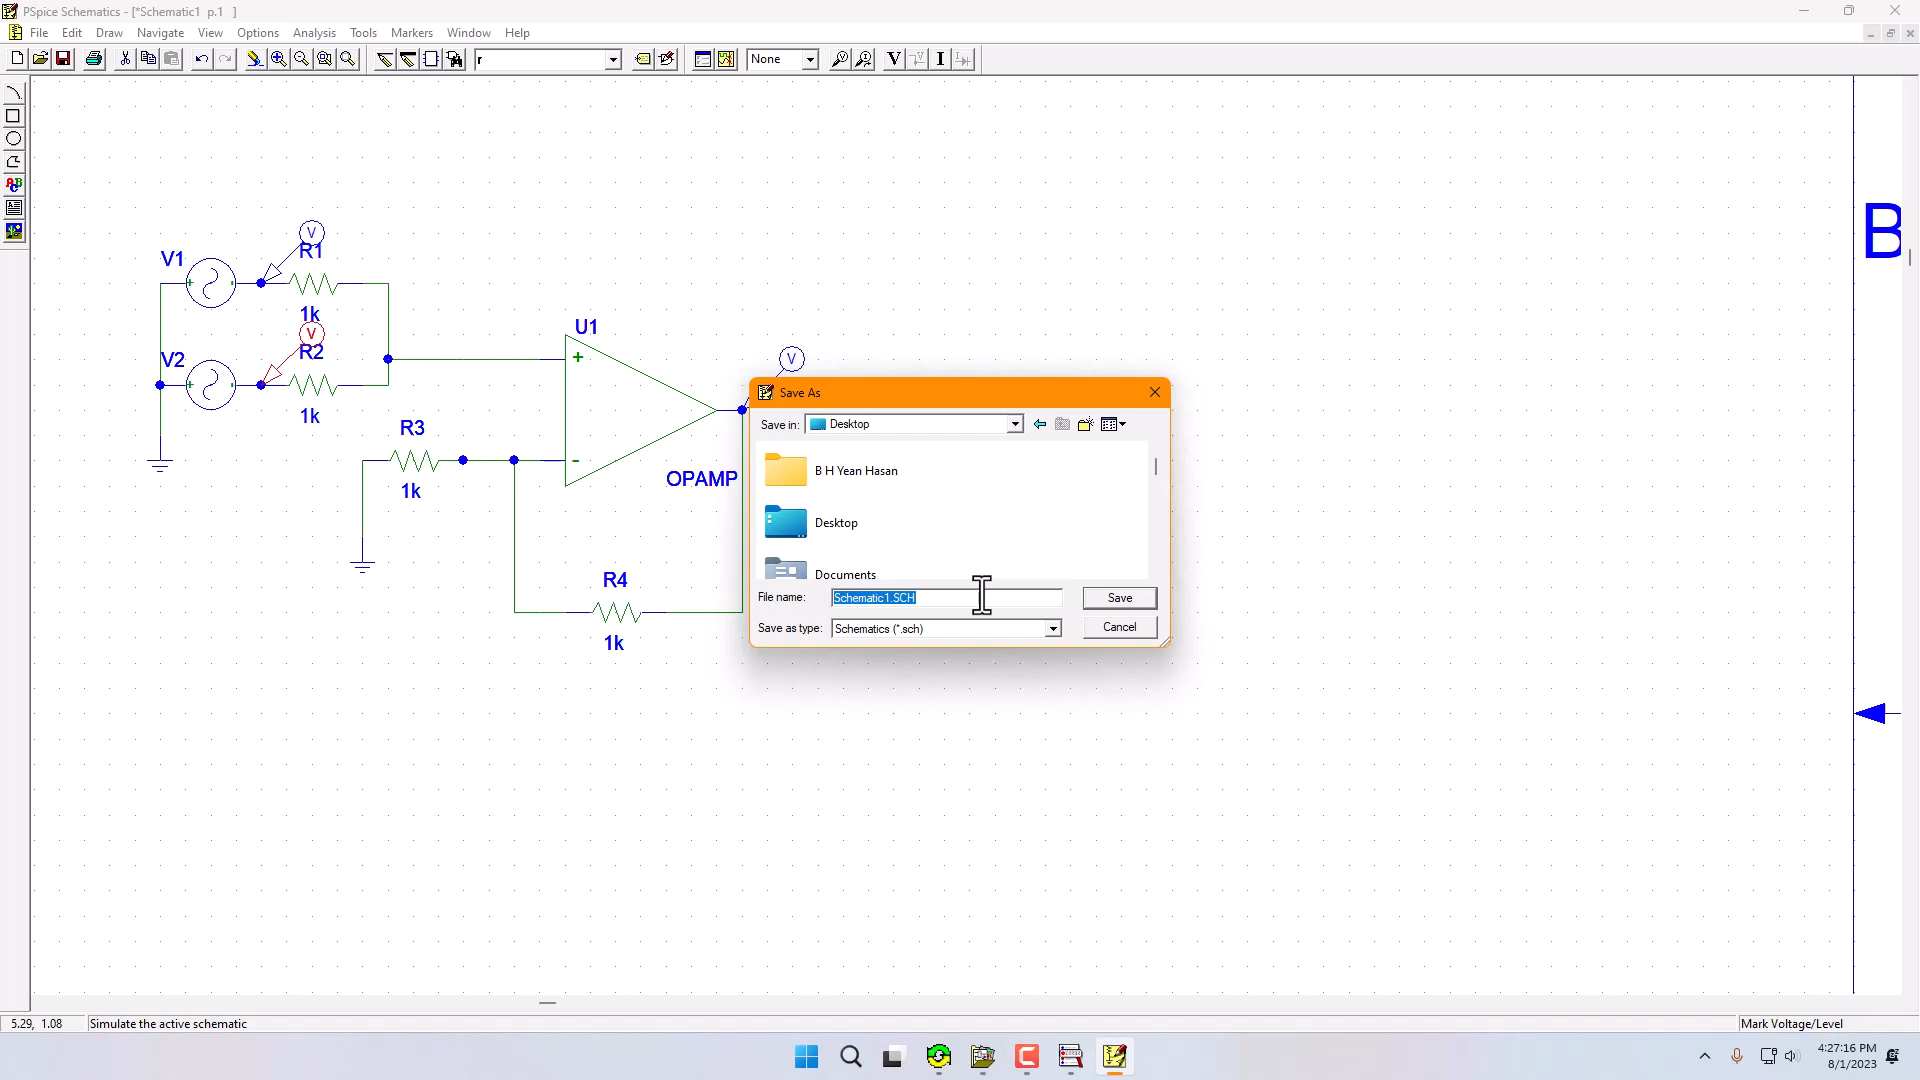 PSpice Schematics - [*Schematic1 p.1 ]
File Edit Draw Navigate View Options Analysis Tools Markers Window Help
r None V I
ABC
B
V
V1 R1
1k
V
V2 R2
1k
U1
+
V
R3
1k
-
OPAMP
R4
1k
Save As
Save in: Desktop
B H Yean Hasan
Desktop
Documents
File name: Schematic1.SCH Save
Save as type: Schematics (*.sch) Cancel
5.29, 1.08 Simulate the active schematic Mark Voltage/Level
4:27:16 PM
8/1/2023